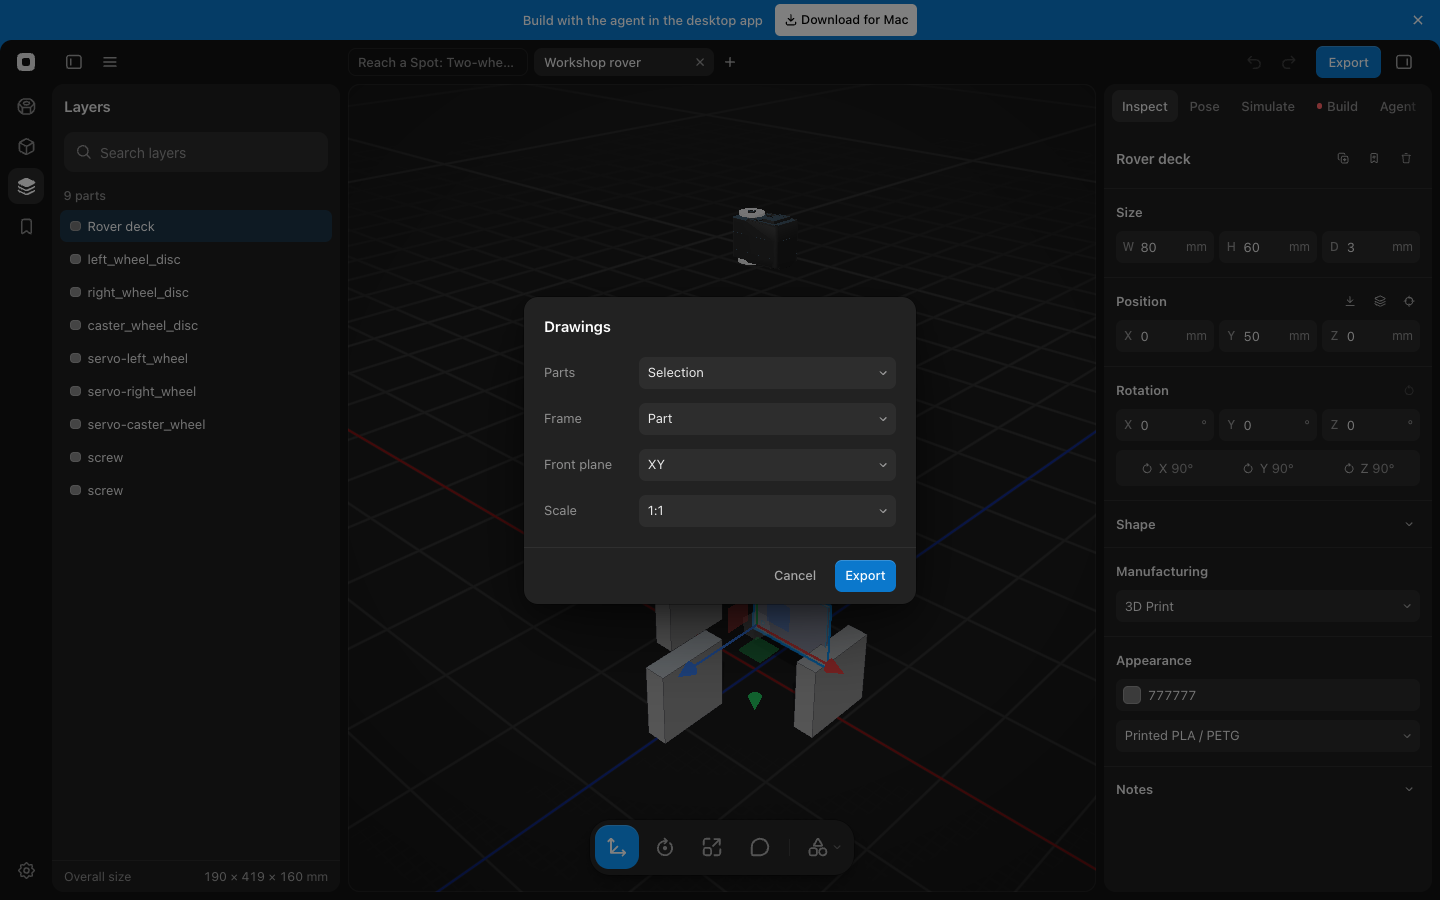 Build with the agent in the desktop app Download for Mac
Reach a Spot: Two-whe...
Workshop rover
Export
Layers
Search layers
9 parts
Rover deck
left_wheel_disc
right_wheel_disc
caster_wheel_disc
servo-left_wheel
servo-right_wheel
servo-caster_wheel
screw
screw
Overall size 190 × 419 × 160 mm
Drawings
Parts Selection
Frame Part
Front plane XY
Scale 1:1
Cancel Export
Inspect Pose Simulate Build Agent
Rover deck
Size
W 80 mm H 60 mm D 3 mm
Position
X 0 mm Y 50 mm Z 0 mm
Rotation
X 0 ° Y 0 ° Z 0 °
X 90° Y 90° Z 90°
Shape
Manufacturing
3D Print
Appearance
777777
Printed PLA / PETG
Notes